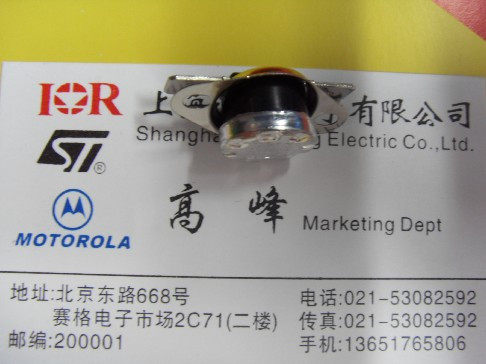 IOR 上 有限公司
ST® Shangha g Electric Co.,Ltd.
MOTOROLA
高峰 Marketing Dept
地址:北京东路668号 电话:021-53082592
赛格电子市场2C71(二楼) 传真:021-53082592
邮编:200001 手机:13651765806